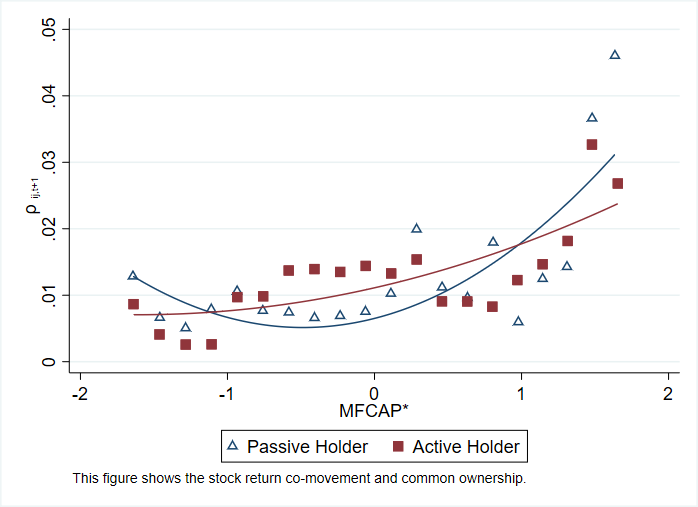 .05
.04
.03
.02
.01
0
ρ ij,t+1
-2 -1 0 1 2
MFCAP*
Passive Holder Active Holder
This figure shows the stock return co-movement and common ownership.